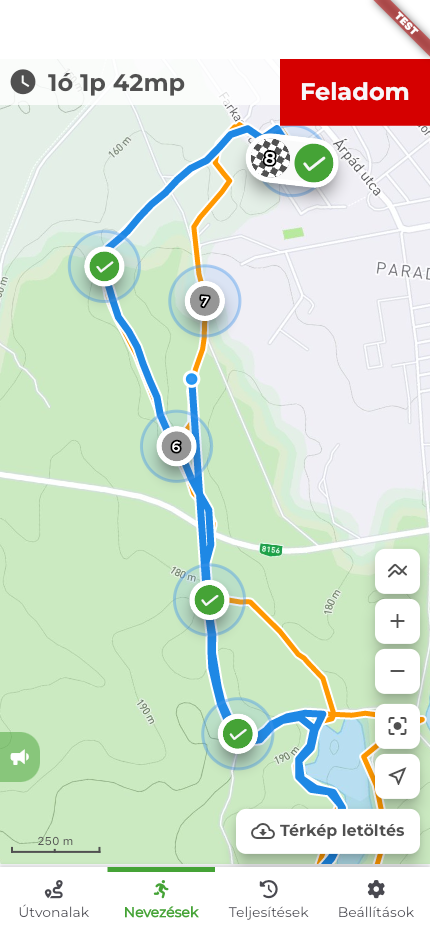 TEST
1ó 1p 42mp
Feladom
160 m
Árpád utca
8
PARAD
7
6
8156
180 m
180 m
190 m
190 m
250 m
Térkép letöltés
Útvonalak
Nevezések
Teljesítések
Beállítások